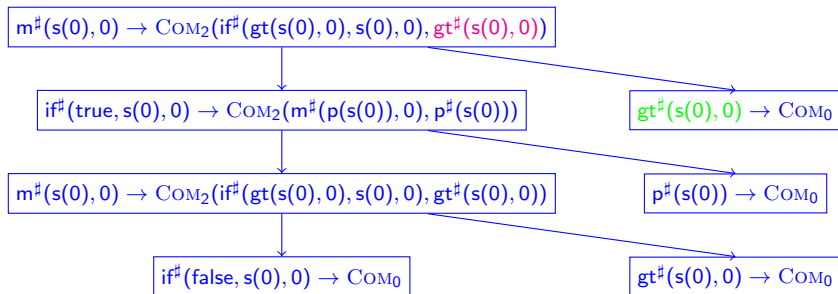 m♯(s(0), 0) → COM₂(if♯(gt(s(0), 0), s(0), 0), gt♯(s(0), 0))
if♯(true, s(0), 0) → COM₂(m♯(p(s(0)), 0), p♯(s(0)))
gt♯(s(0), 0) → COM₀
m♯(s(0), 0) → COM₂(if♯(gt(s(0), 0), s(0), 0), gt♯(s(0), 0))
p♯(s(0)) → COM₀
if♯(false, s(0), 0) → COM₀
gt♯(s(0), 0) → COM₀